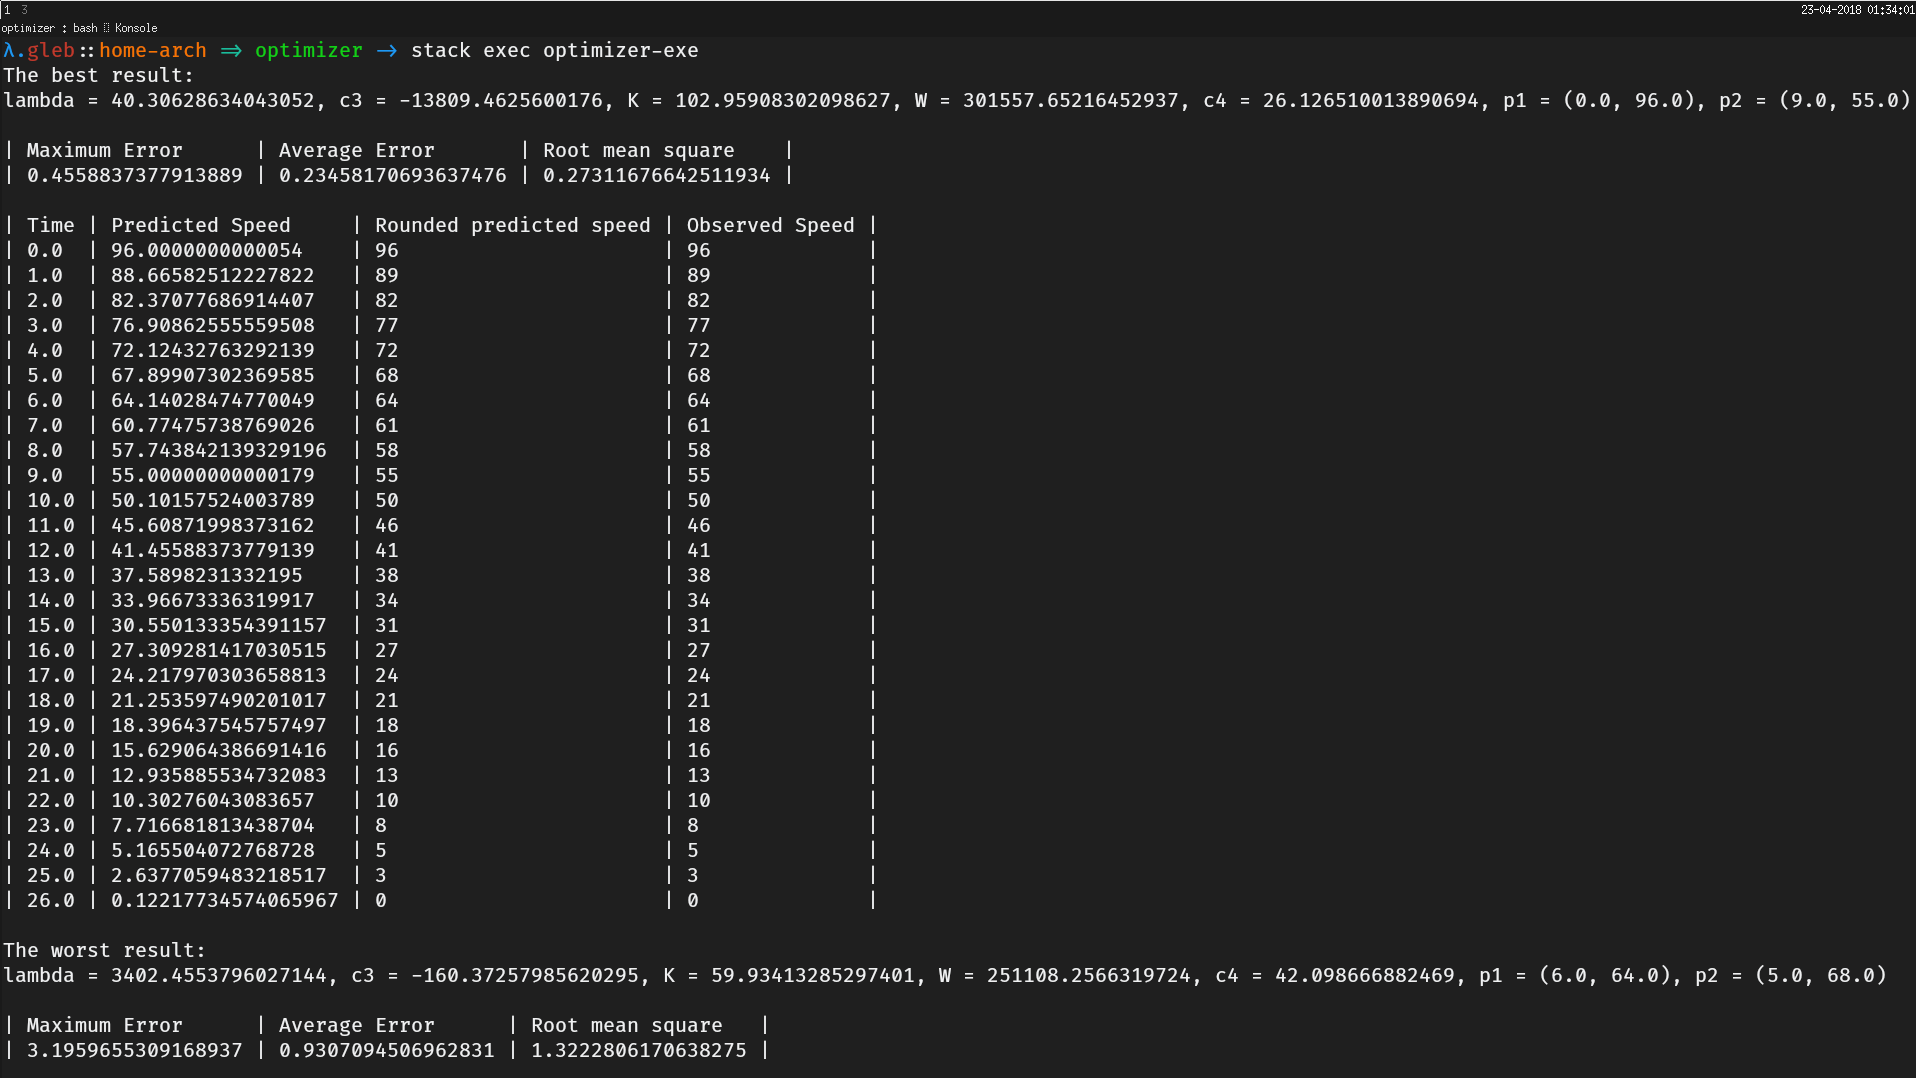 1 3 23-04-2018 01:34:01
optimizer : bash ▯ Konsole
λ.gleb::home-arch ⇒ optimizer → stack exec optimizer-exe
The best result:
lambda = 40.30628634043052, c3 = -13809.4625600176, K = 102.95908302098627, W = 301557.65216452937, c4 = 26.126510013890694, p1 = (0.0, 96.0), p2 = (9.0, 55.0)
| Maximum Error | Average Error | Root mean square |
| 0.4558837377913889 | 0.23458170693637476 | 0.27311676642511934 |
| Time | Predicted Speed | Rounded predicted speed | Observed Speed |
| 0.0 | 96.0000000000054 | 96 | 96 |
| 1.0 | 88.66582512227822 | 89 | 89 |
| 2.0 | 82.37077686914407 | 82 | 82 |
| 3.0 | 76.90862555559508 | 77 | 77 |
| 4.0 | 72.12432763292139 | 72 | 72 |
| 5.0 | 67.89907302369585 | 68 | 68 |
| 6.0 | 64.14028474770049 | 64 | 64 |
| 7.0 | 60.77475738769026 | 61 | 61 |
| 8.0 | 57.743842139329196 | 58 | 58 |
| 9.0 | 55.00000000000179 | 55 | 55 |
| 10.0 | 50.10157524003789 | 50 | 50 |
| 11.0 | 45.60871998373162 | 46 | 46 |
| 12.0 | 41.45588373779139 | 41 | 41 |
| 13.0 | 37.5898231332195 | 38 | 38 |
| 14.0 | 33.96673336319917 | 34 | 34 |
| 15.0 | 30.550133354391157 | 31 | 31 |
| 16.0 | 27.309281417030515 | 27 | 27 |
| 17.0 | 24.217970303658813 | 24 | 24 |
| 18.0 | 21.253597490201017 | 21 | 21 |
| 19.0 | 18.396437545757497 | 18 | 18 |
| 20.0 | 15.629064386691416 | 16 | 16 |
| 21.0 | 12.935885534732083 | 13 | 13 |
| 22.0 | 10.30276043083657 | 10 | 10 |
| 23.0 | 7.716681813438704 | 8 | 8 |
| 24.0 | 5.165504072768728 | 5 | 5 |
| 25.0 | 2.6377059483218517 | 3 | 3 |
| 26.0 | 0.12217734574065967 | 0 | 0 |
The worst result:
lambda = 3402.4553796027144, c3 = -160.37257985620295, K = 59.93413285297401, W = 251108.2566319724, c4 = 42.098666882469, p1 = (6.0, 64.0), p2 = (5.0, 68.0)
| Maximum Error | Average Error | Root mean square |
| 3.1959655309168937 | 0.9307094506962831 | 1.3222806170638275 |